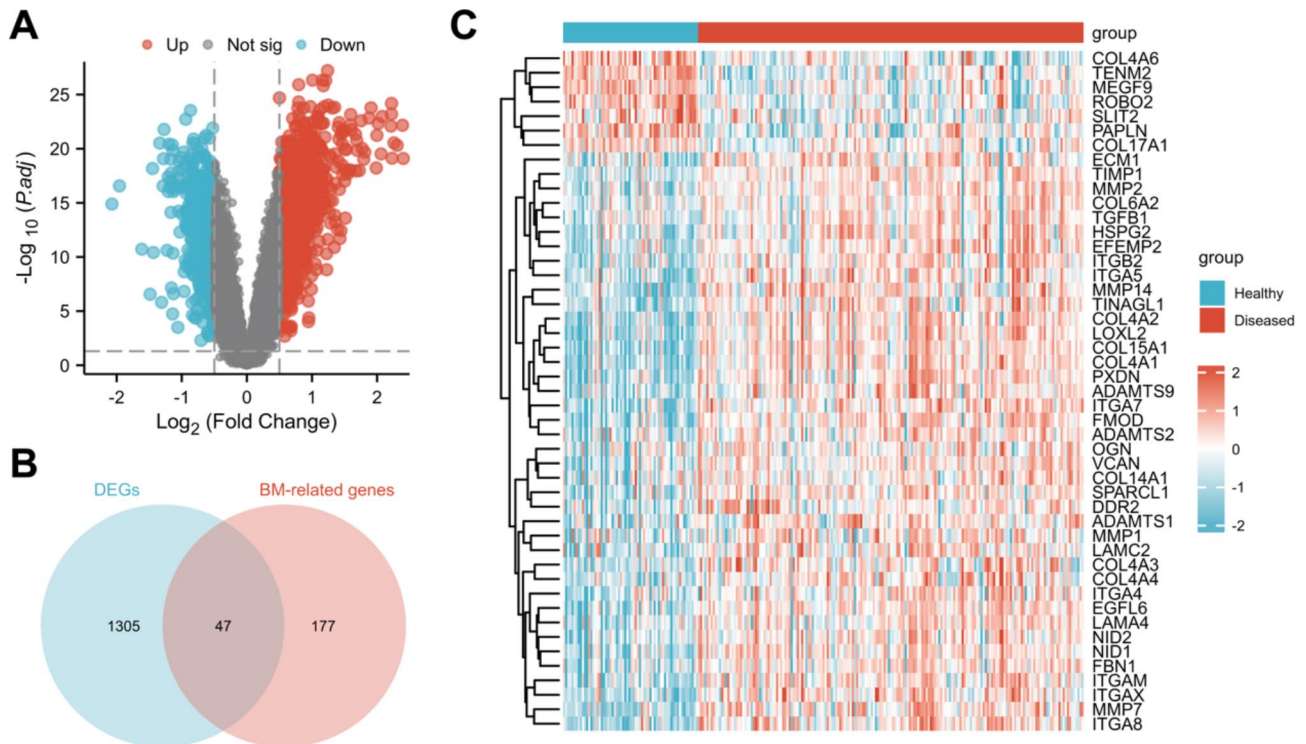 A
Up Not sig Down
25
20
15
10
5
0
-Log 10 (P.adj)
-2 -1 0 1 2
Log2 (Fold Change)
B
DEGs BM-related genes
1305 47 177
C
group
COL4A6
TENM2
MEGF9
ROBO2
SLIT2
PAPLN
COL17A1
ECM1
TIMP1
MMP2
COL6A2
TGFB1
HSPG2
EFEMP2
ITGB2
ITGA5
MMP14
TINAGL1
COL4A2
LOXL2
COL15A1
COL4A1
PXDN
ADAMTS9
ITGA7
FMOD
ADAMTS2
OGN
VCAN
COL14A1
SPARCL1
DDR2
ADAMTS1
MMP1
LAMC2
COL4A3
COL4A4
ITGA4
EGFL6
LAMA4
NID2
NID1
FBN1
ITGAM
ITGAX
MMP7
ITGA8
group
Healthy
Diseased
2
1
0
-1
-2